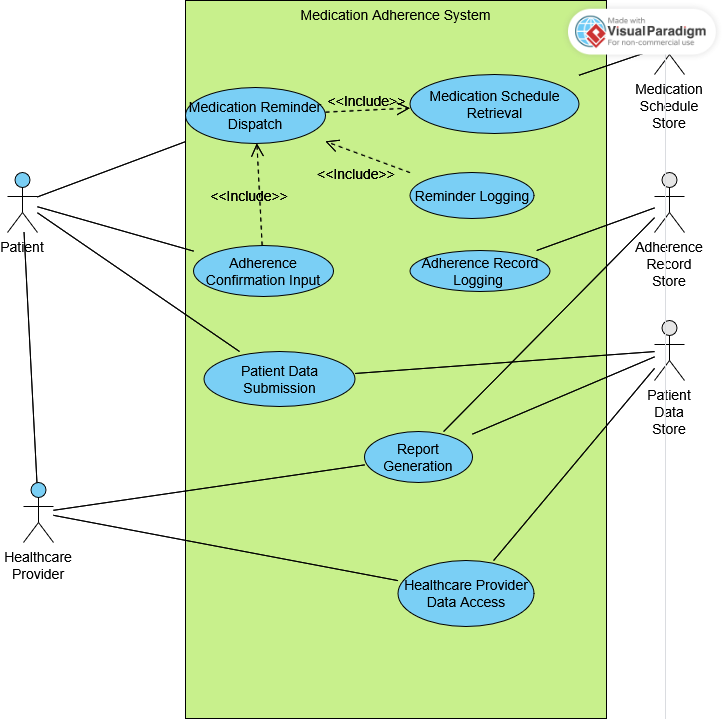 Medication Adherence System
Made with
VisualParadigm
For non-commercial use
Medication Reminder
Dispatch
<<Include>>
Medication Schedule
Retrieval
Medication
Schedule
Store
<<Include>>
<<Include>>
Reminder Logging
Patient
Adherence
Confirmation Input
Adherence Record
Logging
Adherence
Record
Store
Patient Data
Submission
Patient
Data
Store
Report
Generation
Healthcare
Provider
Healthcare Provider
Data Access